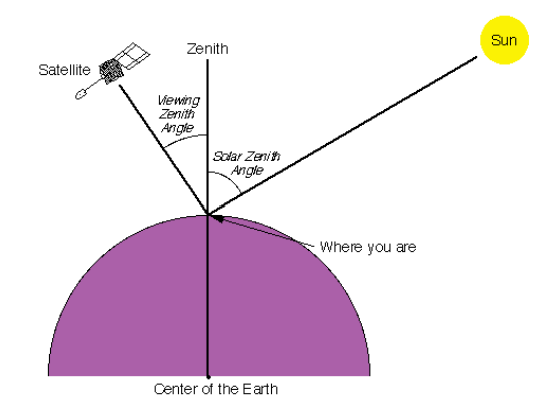 Sun
Zenith
Satellite
Viewing
Zenith
Angle
Solar Zenith
Angle
Where you are
Center of the Earth